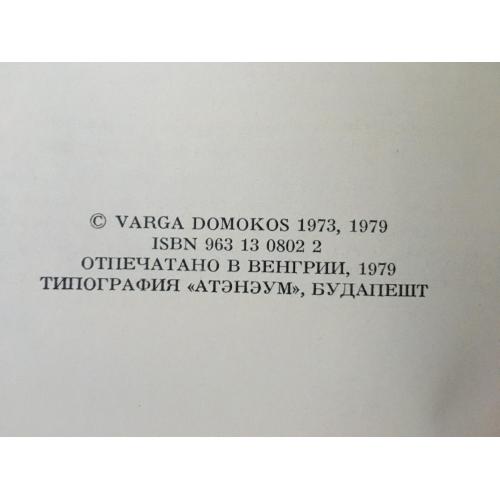 © VARGA DOMOKOS 1973, 1979
ISBN 963 13 0802 2
ОТПЕЧАТАНО В ВЕНГРИИ, 1979
ТИПОГРАФИЯ «АТЭНЭУМ», БУДАПЕШТ